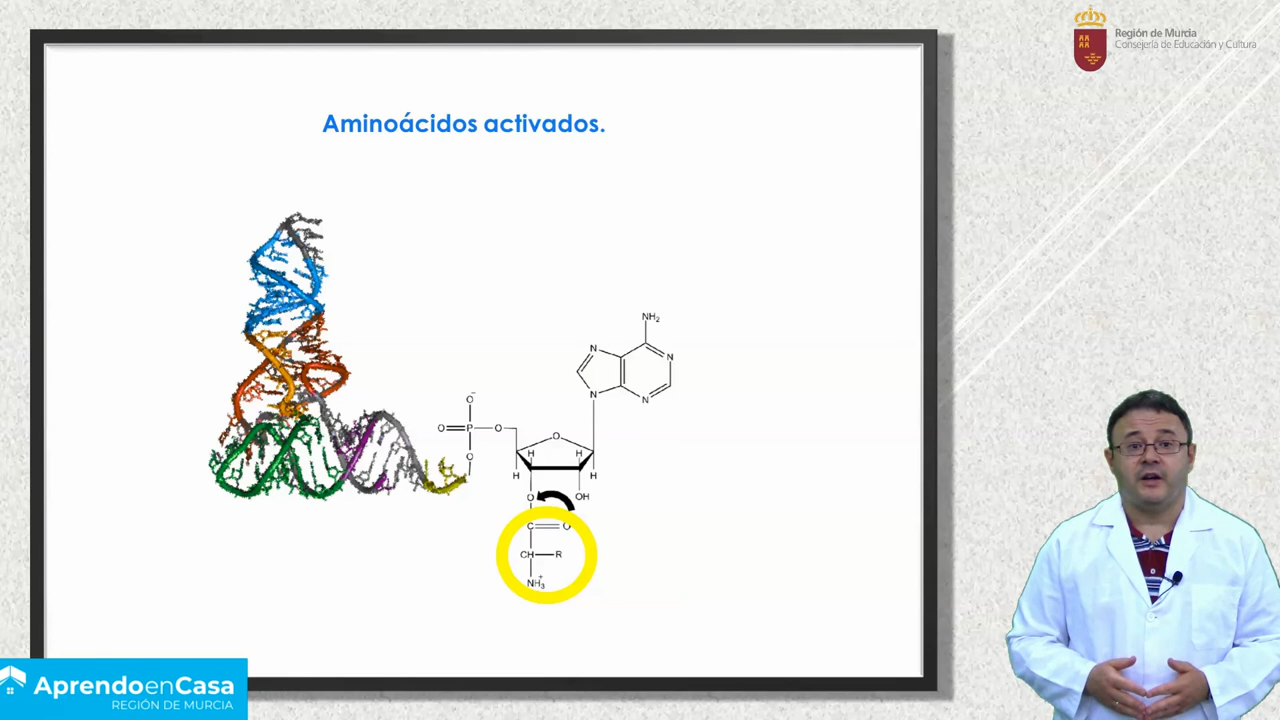 Región de Murcia
Consejería de Educación y Cultura
Aminoácidos activados.
NH₂
N
N
N
N
O⁻
O=P
O
O
O
H
H
H
H
O
OH
C
O
CH
R
NH₃⁺
AprendoenCasa
REGIÓN DE MURCIA